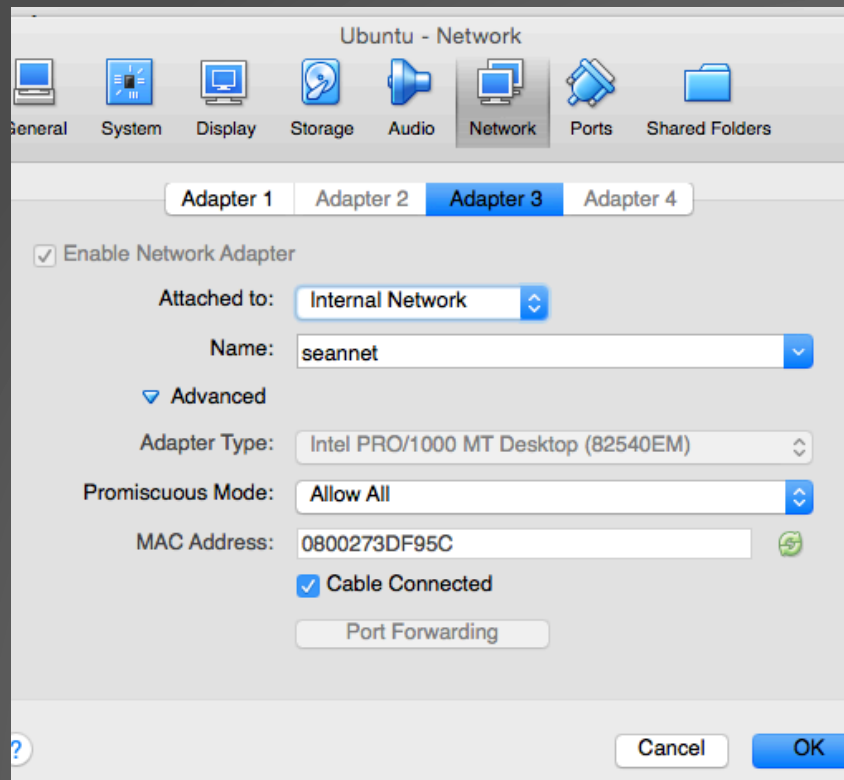 Ubuntu - Network
General System Display Storage Audio Network Ports Shared Folders
Adapter 1 Adapter 2 Adapter 3 Adapter 4
Enable Network Adapter
Attached to: Internal Network
Name: seannet
Advanced
Adapter Type: Intel PRO/1000 MT Desktop (82540EM)
Promiscuous Mode: Allow All
MAC Address: 0800273DF95C
Cable Connected
Port Forwarding
? Cancel OK